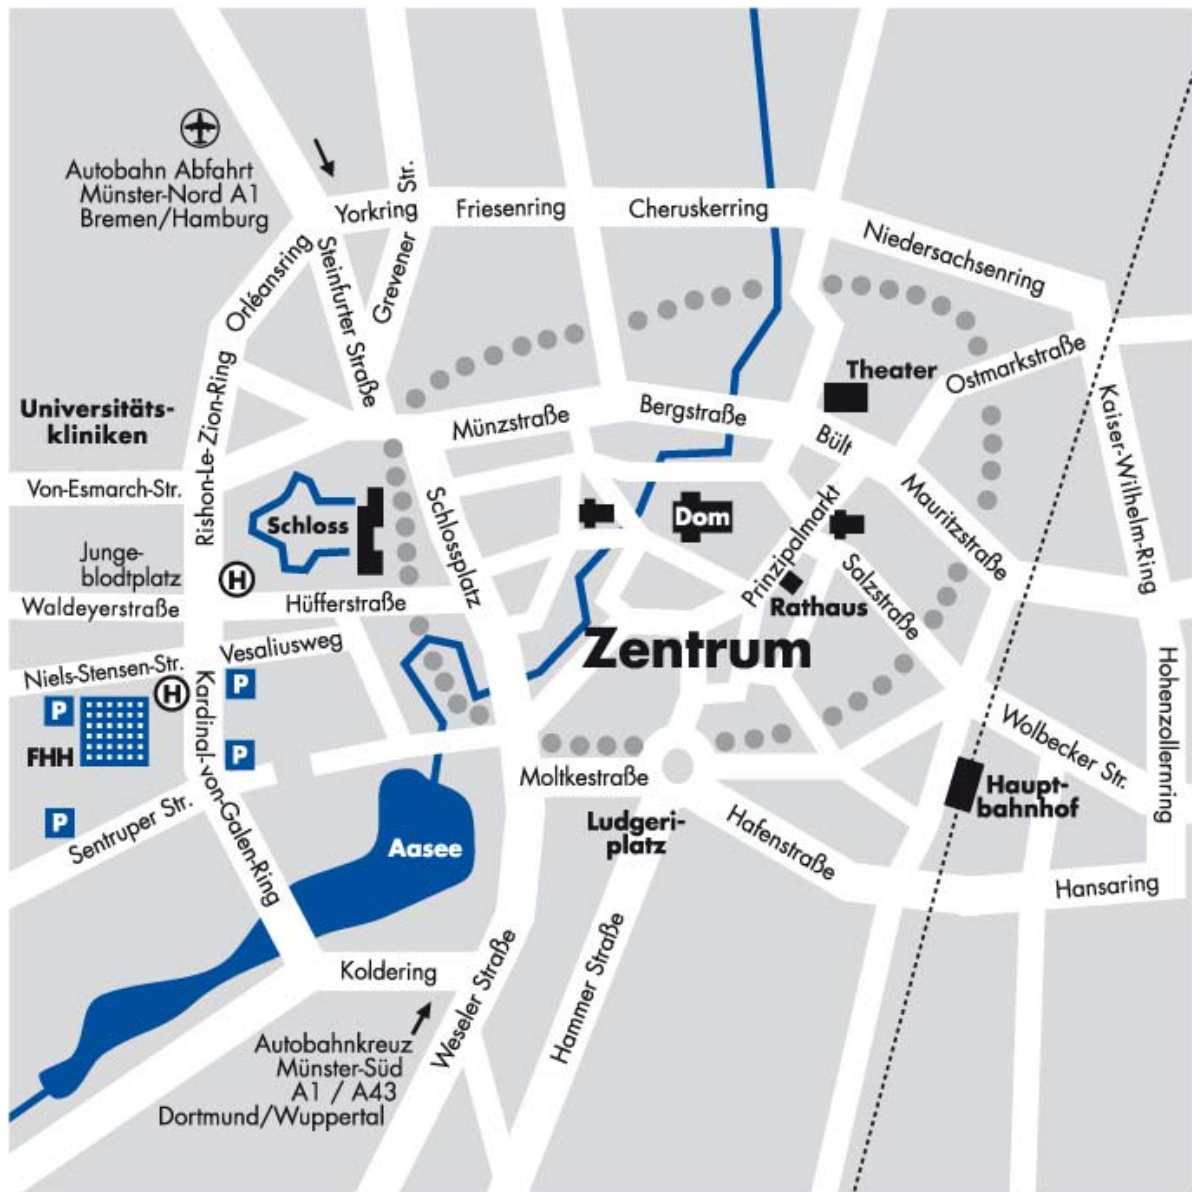 Autobahn Abfahrt
Münster-Nord A1
Bremen/Hamburg
Yorkring
Grevener Str.
Friesenring
Cheruskerring
Niedersachsenring
Orléansring
Steinfurter Straße
Rishon-Le-Zion-Ring
Universitäts-
kliniken
Theater
Ostmarkstraße
Kaiser-Wilhelm-Ring
Münzstraße
Bergstraße
Bült
Von-Esmarch-Str.
Schloss
Schlossplatz
Dom
Prinzipalmarkt
Mauritzstraße
Junge-
blodtplatz
H
Waldeyerstraße
Hüfferstraße
Rathaus
Salzstraße
Zentrum
Vesaliusweg
Niels-Stensen-Str.
H
P
P
FHH
P
P
Kardinal-von-Galen-Ring
Sentruper Str.
Hohenzollernring
Wolbecker Str.
Moltkestraße
Haupt-
bahnhof
Ludgeri-
platz
Hafenstraße
Aasee
Hansaring
Koldering
Weseler Straße
Hammer Straße
Autobahnkreuz
Münster-Süd
A1 / A43
Dortmund/Wuppertal